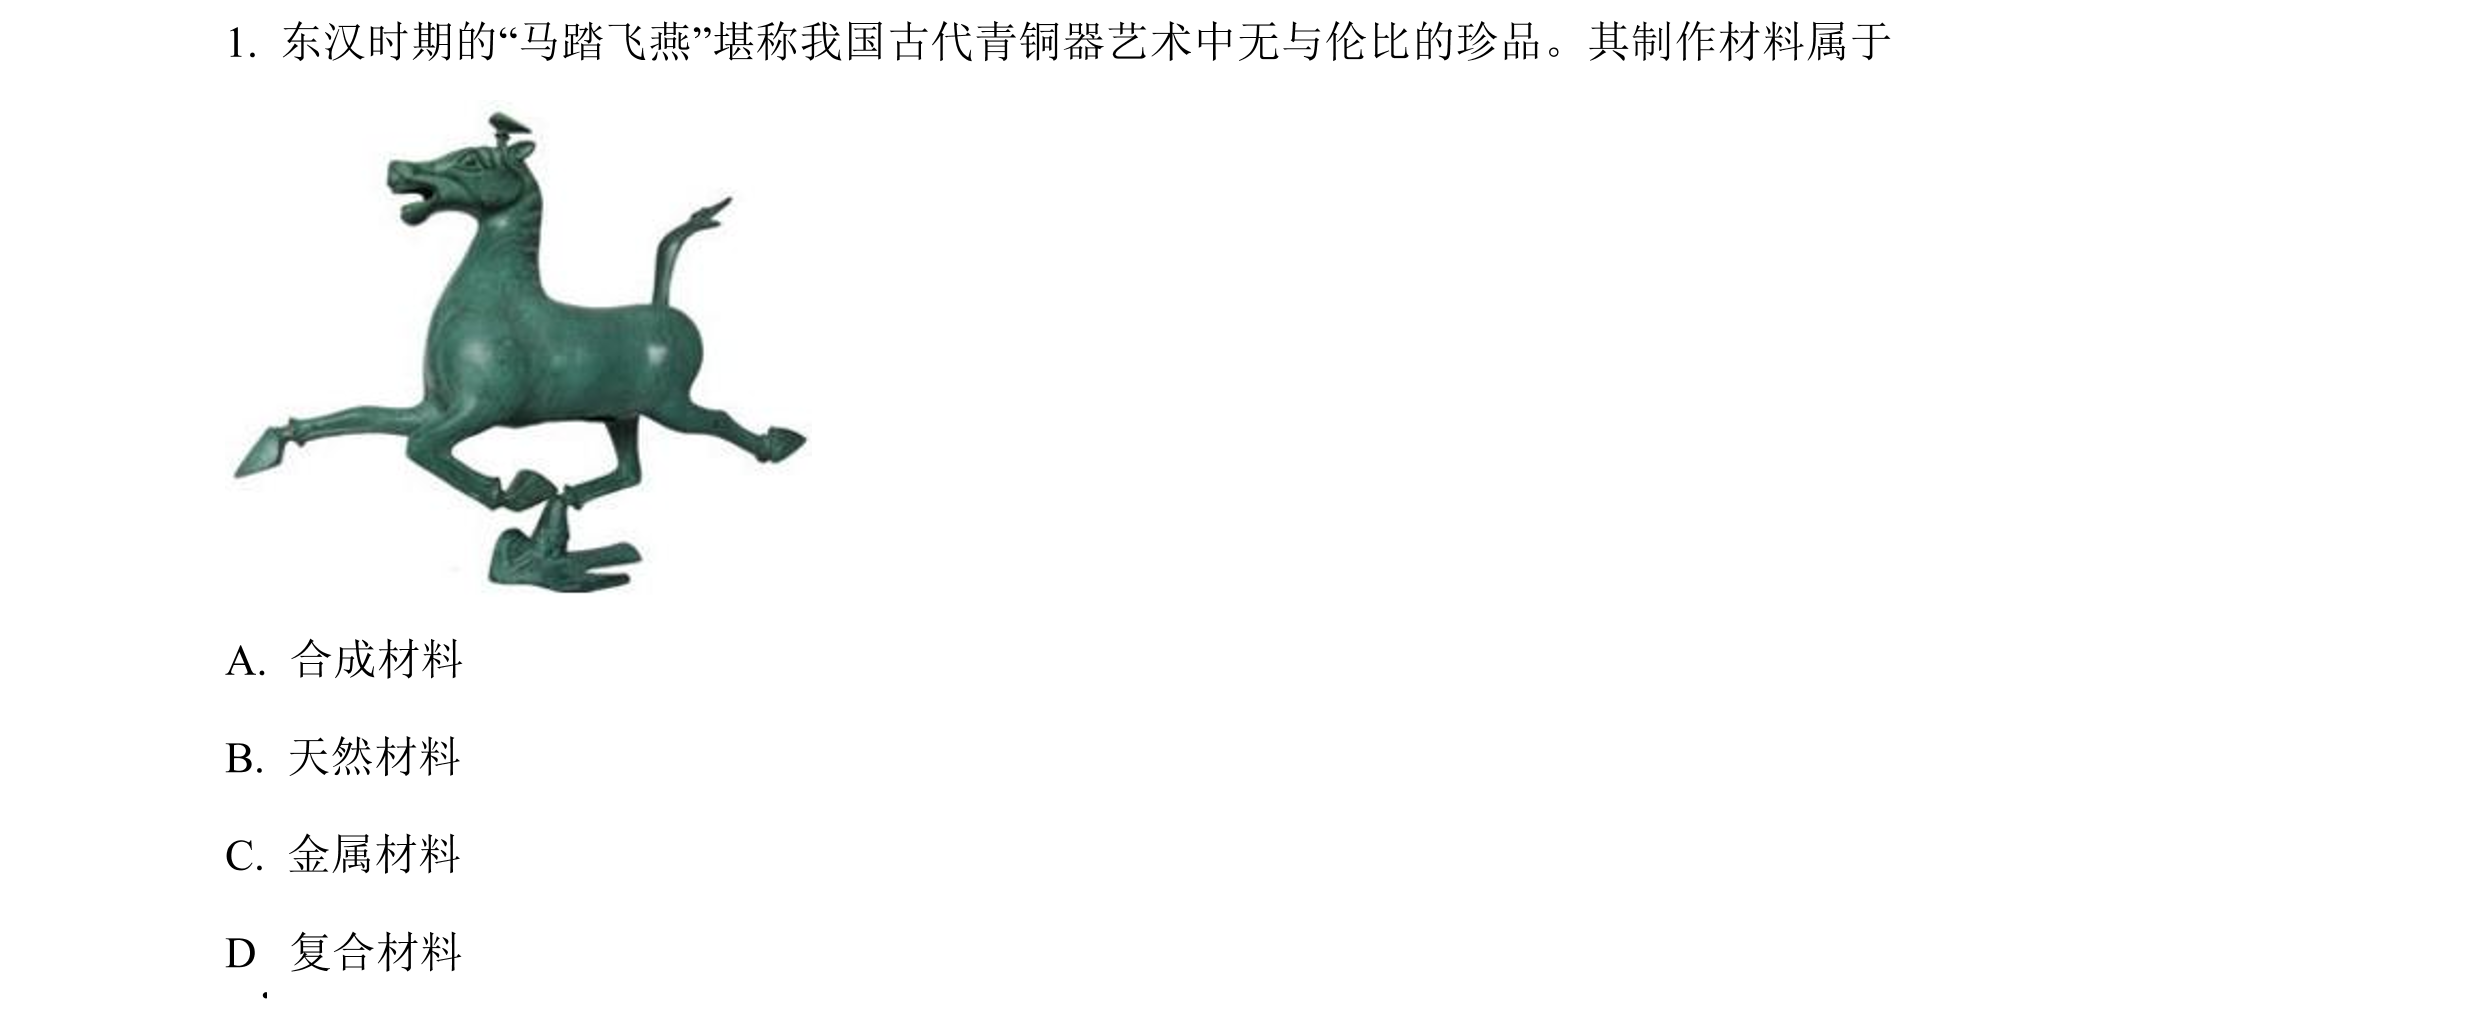 1. 东汉时期的“马踏飞燕”堪称我国古代青铜器艺术中无与伦比的珍品。其制作材料属于
A. 合成材料
B. 天然材料
C. 金属材料
D 复合材料
.